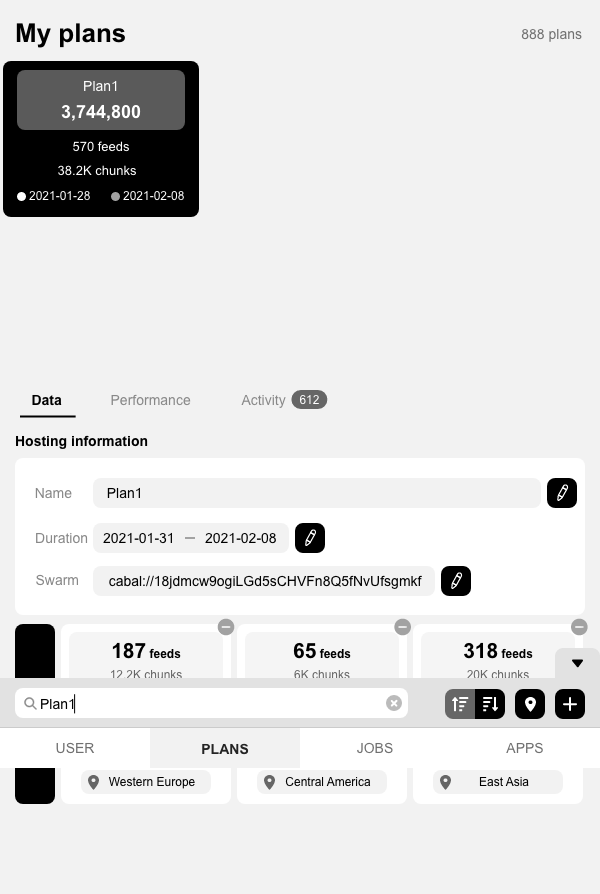 My plans
888 plans
Plan1
3,744,800
570 feeds
38.2K chunks
2021-01-28 2021-02-08
Data Performance Activity 612
Hosting information
Name Plan1
Duration 2021-01-31 — 2021-02-08
Swarm cabal://18jdmcw9ogiLGd5sCHVFn8Q5fNvUfsgmkf
187 feeds 65 feeds 318 feeds
12.2K chunks 6K chunks 20K chunks
Plan1
USER PLANS JOBS APPS
Western Europe Central America East Asia